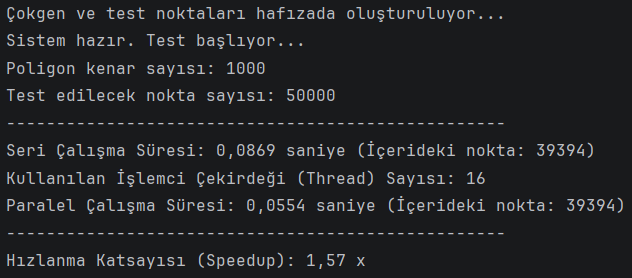 Çokgen ve test noktaları hafızada oluşturuluyor...
Sistem hazır. Test başlıyor...
Poligon kenar sayısı: 1000
Test edilecek nokta sayısı: 50000
--------------------------------------------------
Seri Çalışma Süresi: 0,0869 saniye (İçerideki nokta: 39394)
Kullanılan İşlemci Çekirdeği (Thread) Sayısı: 16
Paralel Çalışma Süresi: 0,0554 saniye (İçerideki nokta: 39394)
--------------------------------------------------
Hızlanma Katsayısı (Speedup): 1,57 x